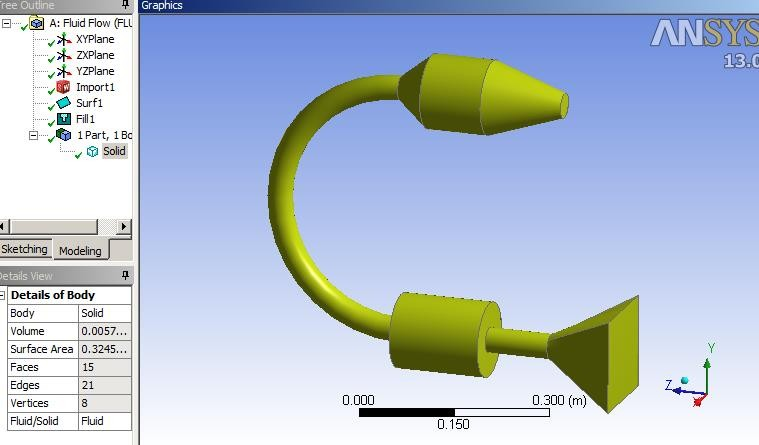 Tree Outline
Graphics
A: Fluid Flow (FLU
XYPlane
ZXPlane
YZPlane
Import1
Surf1
Fill1
1 Part, 1 Bo
Solid
Sketching
Modeling
Details View
Details of Body
Body Solid
Volume 0.0057...
Surface Area 0.3245...
Faces 15
Edges 21
Vertices 8
Fluid/Solid Fluid
ANSYS
13.0
0.000
0.300 (m)
0.150
Y
Z